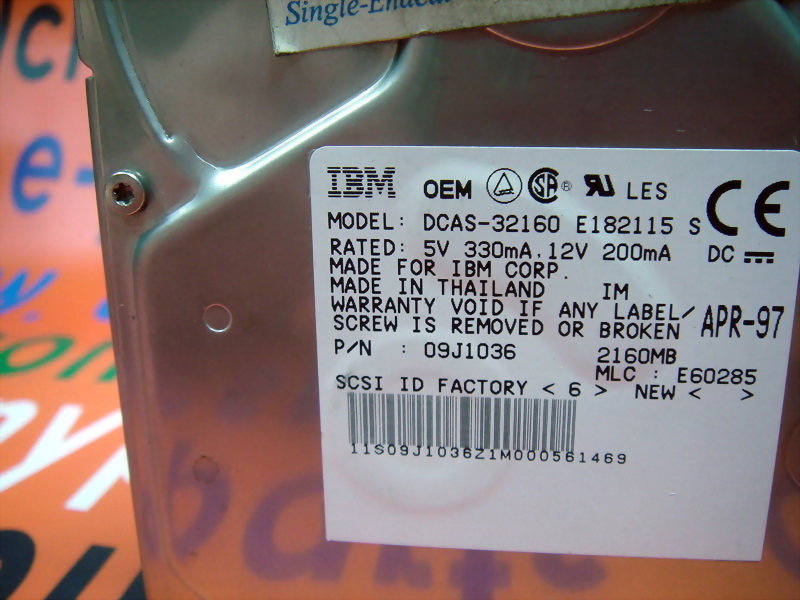 Single-Ended
IBM OEM SA ® LES CE
MODEL: DCAS-32160 E182115 S
RATED: 5V 330mA, 12V 200mA DC
MADE FOR IBM CORP.
MADE IN THAILAND IM
WARRANTY VOID IF ANY LABEL/
SCREW IS REMOVED OR BROKEN APR-97
P/N : 09J1036 2160MB
MLC : E60285
SCSI ID FACTORY < 6 > NEW < >
11S09J1036Z1M000561469